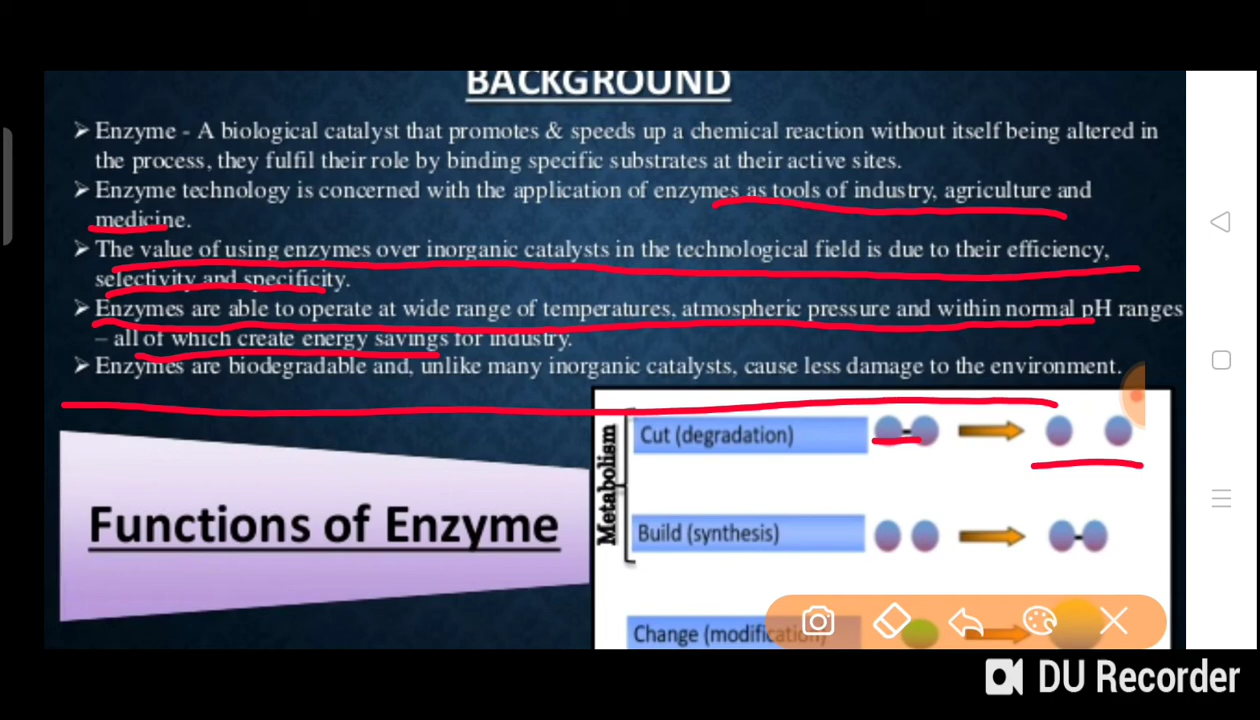 BACKGROUND
➢ Enzyme - A biological catalyst that promotes & speeds up a chemical reaction without itself being altered in
the process, they fulfil their role by binding specific substrates at their active sites.
➢ Enzyme technology is concerned with the application of enzymes as tools of industry, agriculture and
medicine.
➢ The value of using enzymes over inorganic catalysts in the technological field is due to their efficiency,
selectivity and specificity.
➢ Enzymes are able to operate at wide range of temperatures, atmospheric pressure and within normal pH ranges
– all of which create energy savings for industry.
➢ Enzymes are biodegradable and, unlike many inorganic catalysts, cause less damage to the environment.
Functions of Enzyme
Metabolism
Cut (degradation)
Build (synthesis)
Change (modification)
DU Recorder